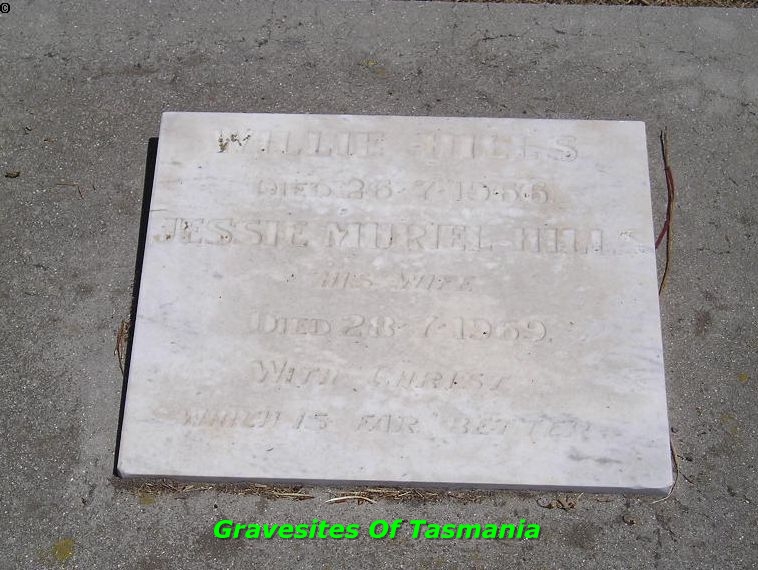 ©
WILLIE HILLS
DIED 26-7-19
JESSIE MURIEL HILLS
HIS WIFE
DIED 28-7-1969
WITH CHRIST
WHICH IS FAR BETTER
Gravesites Of Tasmania